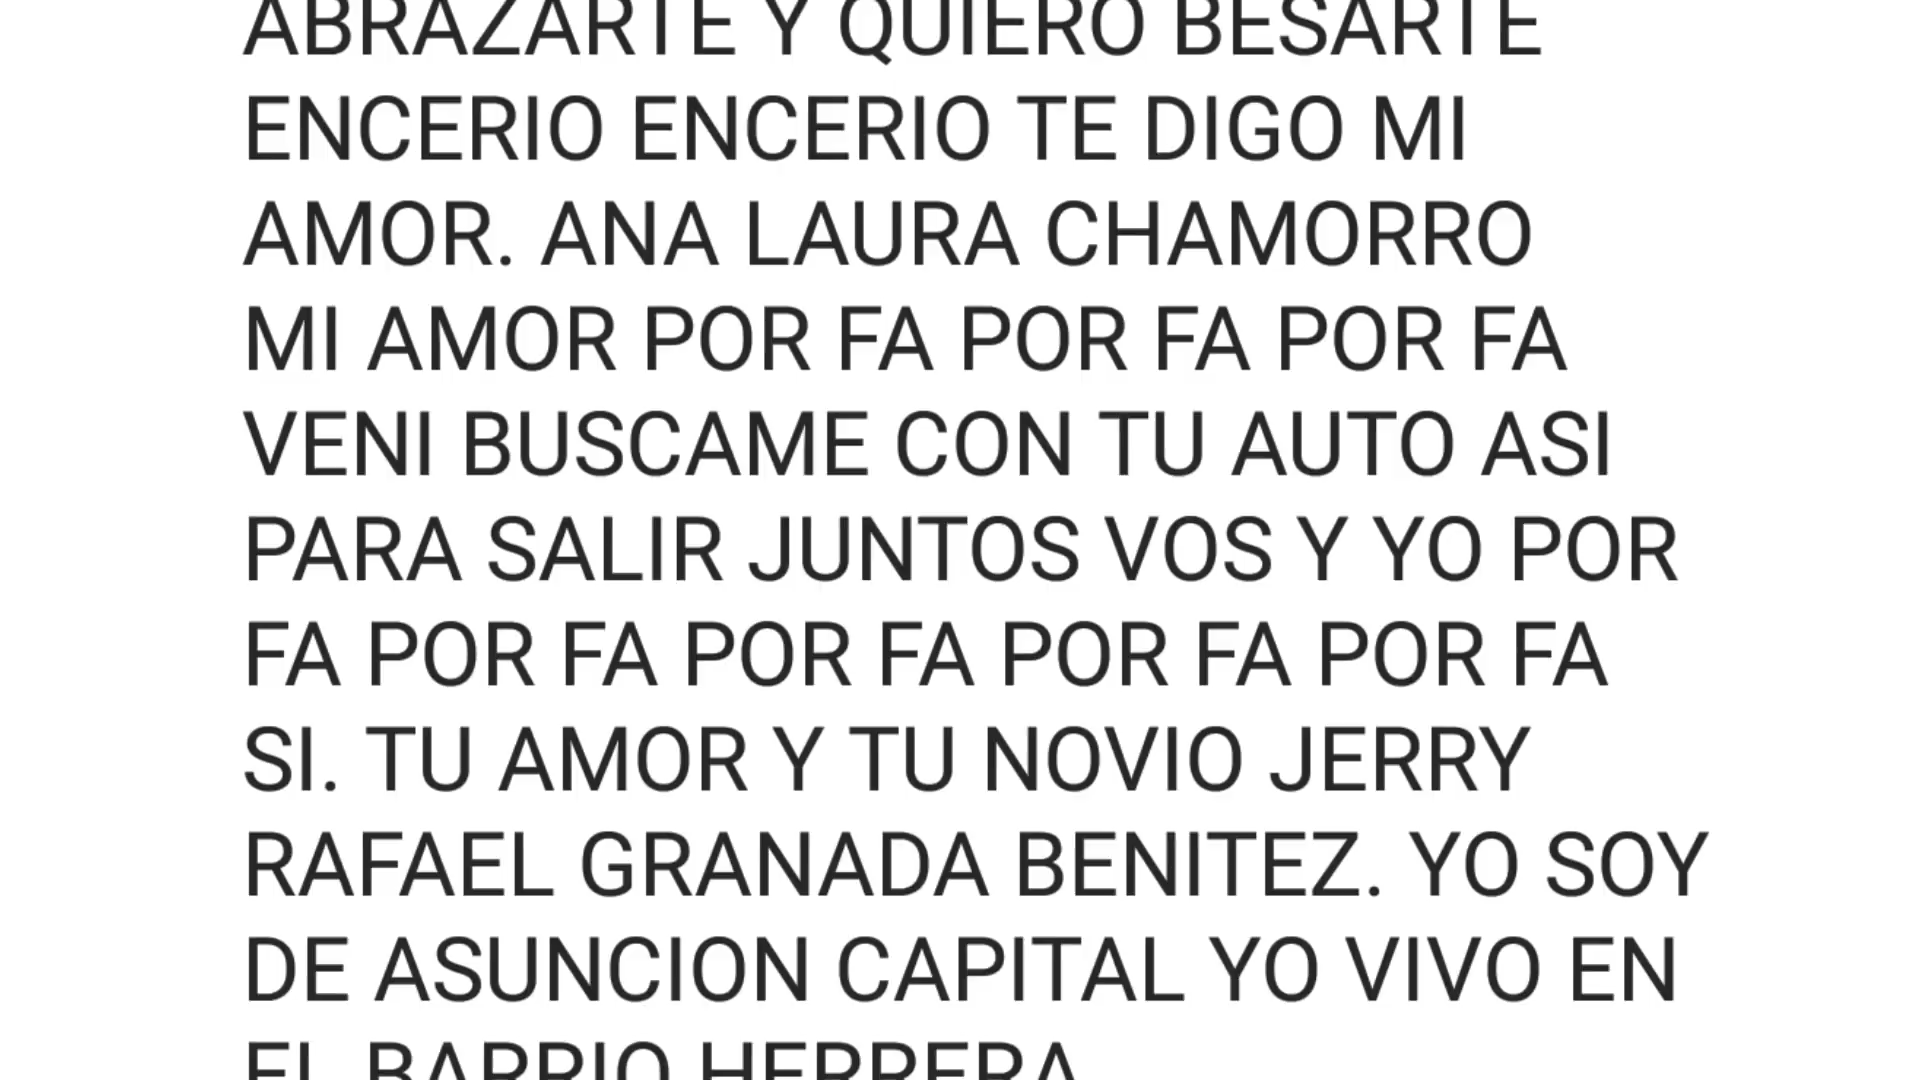 ABRAZARTE Y QUIERO BESARTE
ENCERIO ENCERIO TE DIGO MI
AMOR. ANA LAURA CHAMORRO
MI AMOR POR FA POR FA POR FA
VENI BUSCAME CON TU AUTO ASI
PARA SALIR JUNTOS VOS Y YO POR
FA POR FA POR FA POR FA POR FA
SI. TU AMOR Y TU NOVIO JERRY
RAFAEL GRANADA BENITEZ. YO SOY
DE ASUNCION CAPITAL YO VIVO EN
EL BARRIO HERRERA